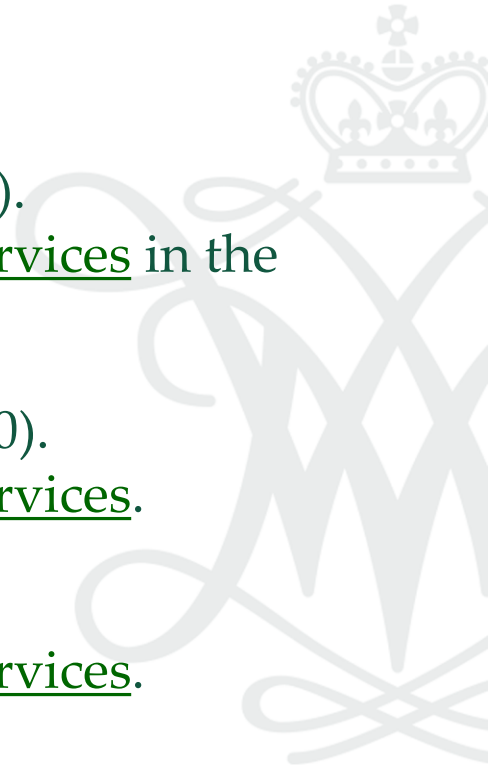 ).
rvices in the
0).
rvices.
rvices.